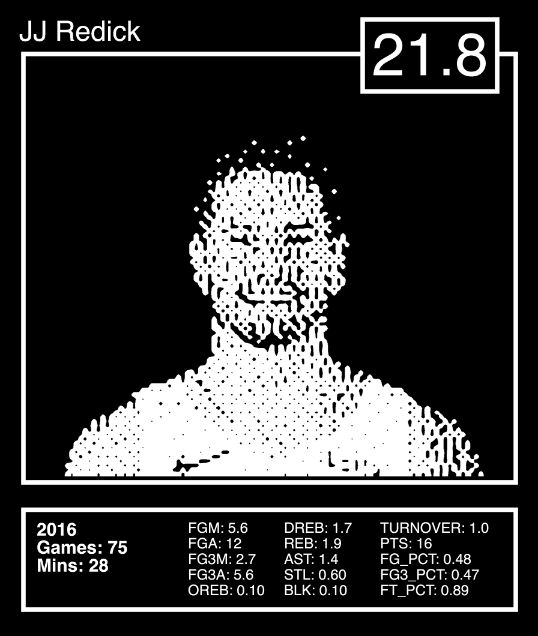 JJ Redick
21.8
2016
Games: 75
Mins: 28
FGM: 5.6
FGA: 12
FG3M: 2.7
FG3A: 5.6
OREB: 0.10
DREB: 1.7
REB: 1.9
AST: 1.4
STL: 0.60
BLK: 0.10
TURNOVER: 1.0
PTS: 16
FG_PCT: 0.48
FG3_PCT: 0.47
FT_PCT: 0.89